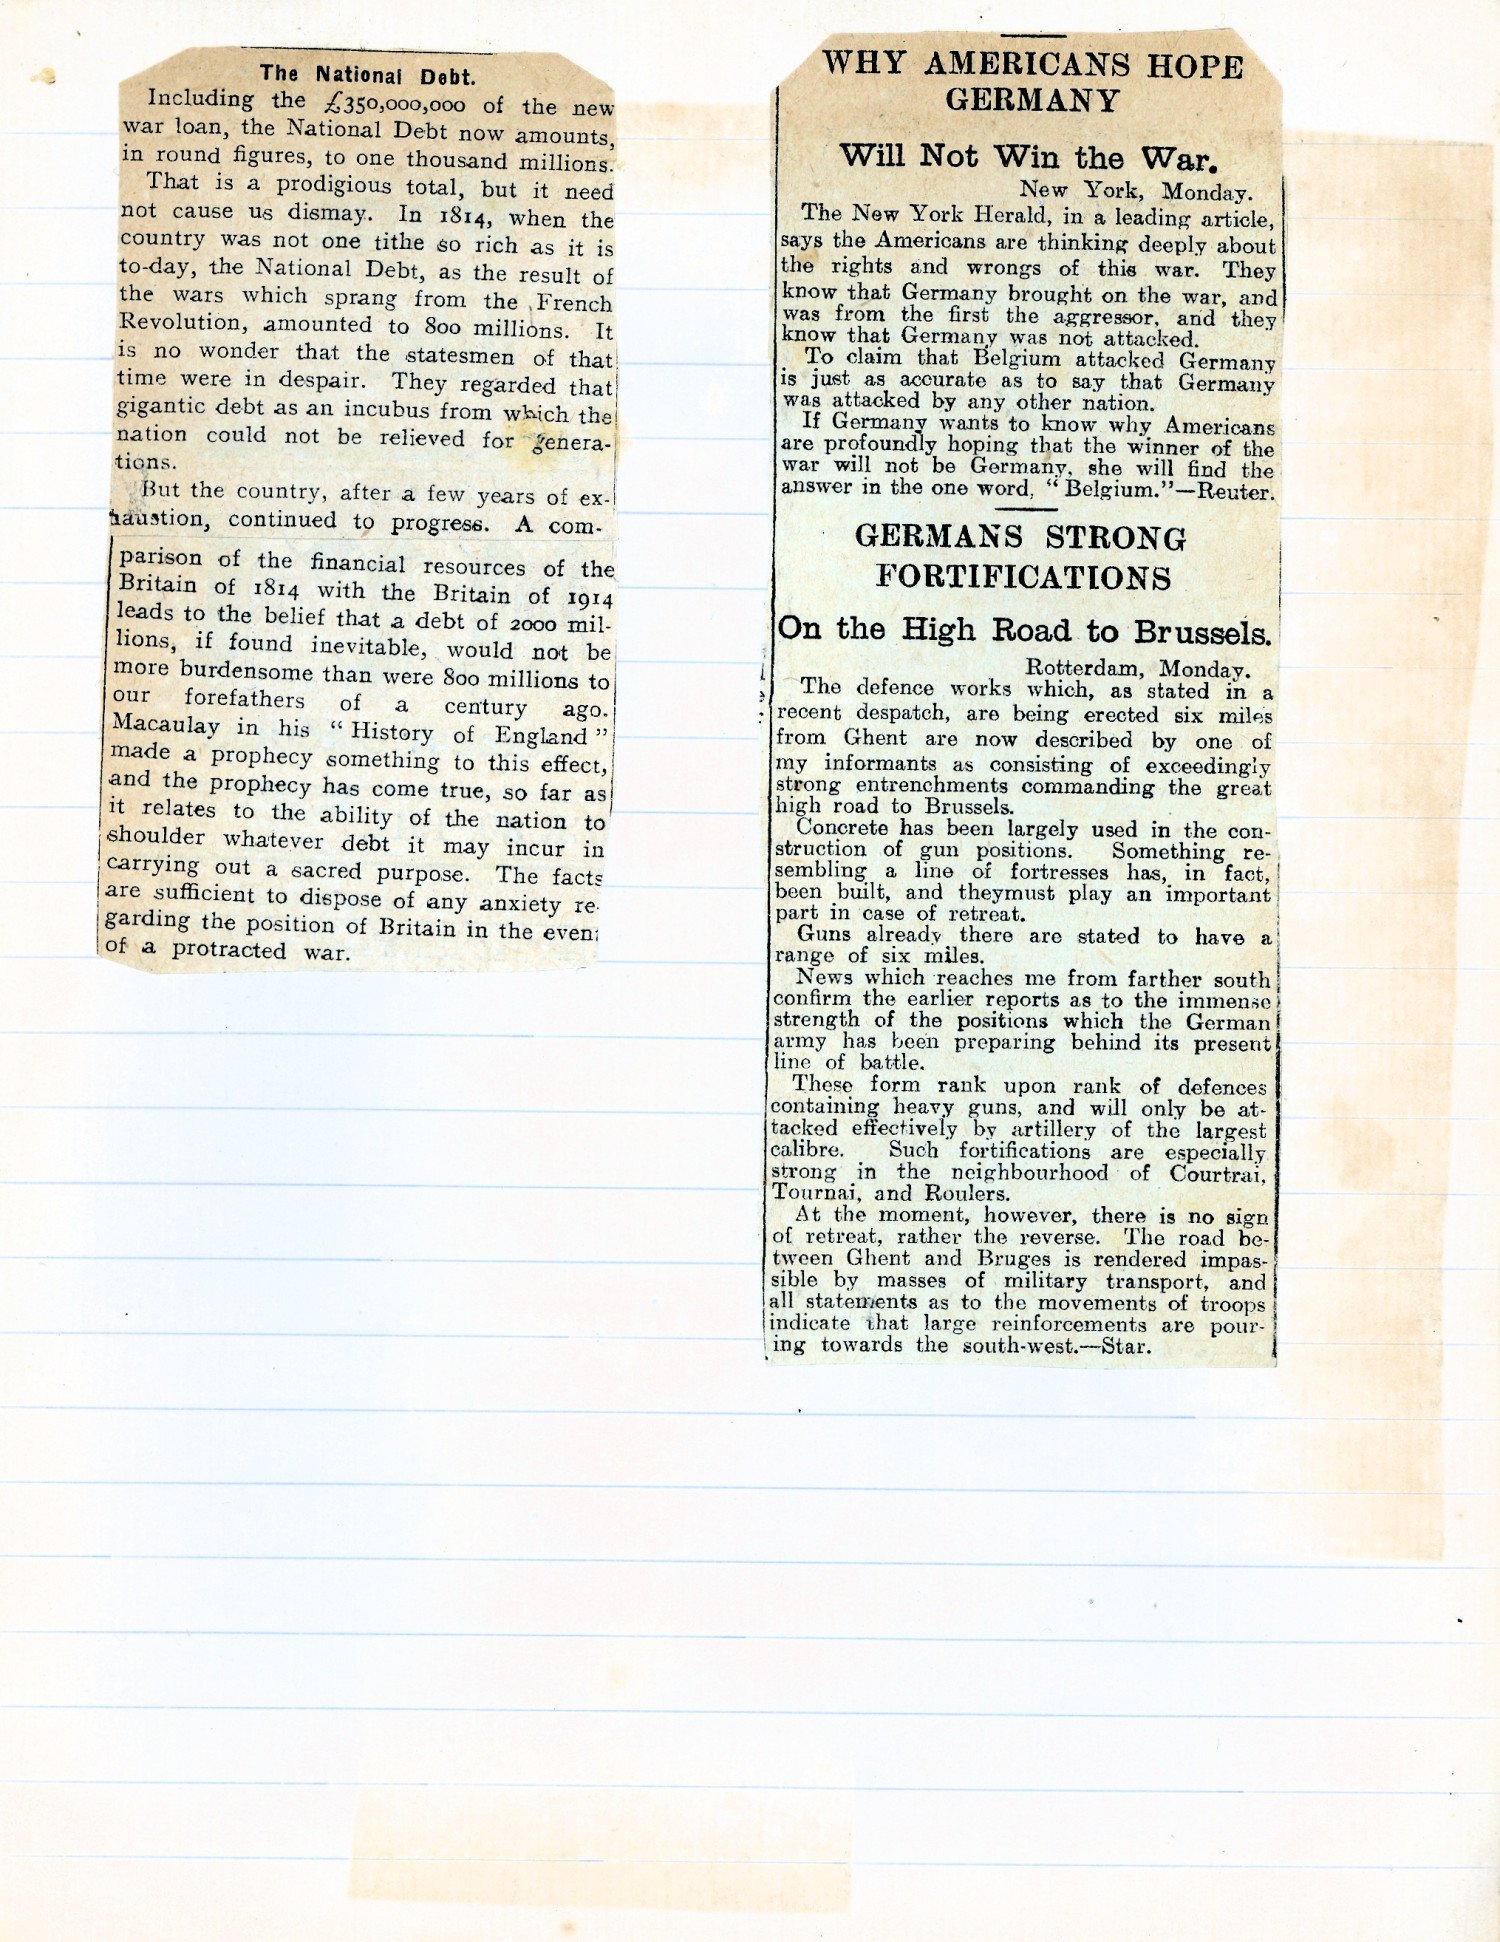 The National Debt.
Including the £350,000,000 of the new
war loan, the National Debt now amounts,
in round figures, to one thousand millions.
That is a prodigious total, but it need
not cause us dismay. In 1814, when the
country was not one tithe so rich as it is
to-day, the National Debt, as the result of
the wars which sprang from the French
Revolution, amounted to 800 millions. It
is no wonder that the statesmen of that
time were in despair. They regarded that
gigantic debt as an incubus from which the
nation could not be relieved for genera-
tions.
But the country, after a few years of ex-
haustion, continued to progress. A com-
parison of the financial resources of the
Britain of 1814 with the Britain of 1914
leads to the belief that a debt of 2000 mil-
lions, if found inevitable, would not be
more burdensome than were 800 millions to
our forefathers of a century ago.
Macaulay in his "History of England"
made a prophecy something to this effect,
and the prophecy has come true, so far as
it relates to the ability of the nation to
shoulder whatever debt it may incur in
carrying out a sacred purpose. The facts
are sufficient to dispose of any anxiety re-
garding the position of Britain in the event
of a protracted war.
WHY AMERICANS HOPE
GERMANY
Will Not Win the War.
New York, Monday.
The New York Herald, in a leading article,
says the Americans are thinking deeply about
the rights and wrongs of this war. They
know that Germany brought on the war, and
was from the first the aggressor, and they
know that Germany was not attacked.
To claim that Belgium attacked Germany
is just as accurate as to say that Germany
was attacked by any other nation.
If Germany wants to know why Americans
are profoundly hoping that the winner of the
war will not be Germany, she will find the
answer in the one word, "Belgium."—Reuter.
GERMANS STRONG
FORTIFICATIONS
On the High Road to Brussels.
Rotterdam, Monday.
The defence works which, as stated in a
recent despatch, are being erected six miles
from Ghent are now described by one of
my informants as consisting of exceedingly
strong entrenchments commanding the great
high road to Brussels.
Concrete has been largely used in the con-
struction of gun positions. Something re-
sembling a line of fortresses has, in fact,
been built, and theymust play an important
part in case of retreat.
Guns already there are stated to have a
range of six miles.
News which reaches me from farther south
confirm the earlier reports as to the immense
strength of the positions which the German
army has been preparing behind its present
line of battle.
These form rank upon rank of defences
containing heavy guns, and will only be at-
tacked effectively by artillery of the largest
calibre. Such fortifications are especially
strong in the neighbourhood of Courtrai,
Tournai, and Roulers.
At the moment, however, there is no sign
of retreat, rather the reverse. The road be-
tween Ghent and Bruges is rendered impas-
sible by masses of military transport, and
all statements as to the movements of troops
indicate that large reinforcements are pour-
ing towards the south-west.—Star.